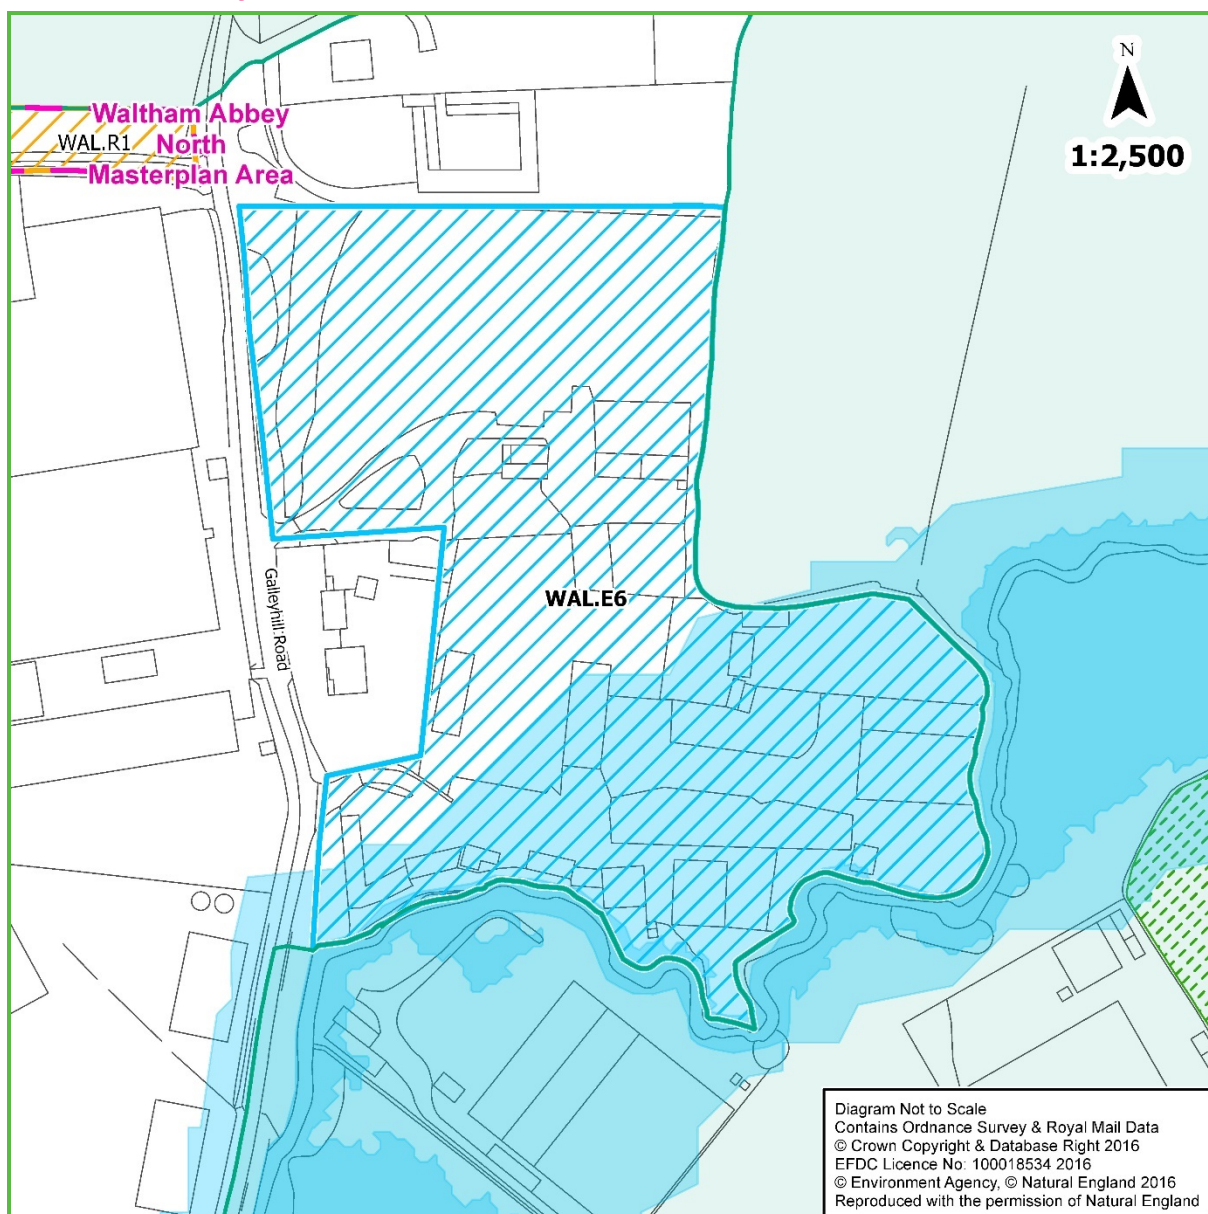 N
1:2,500
Waltham Abbey
WAL.R1 North
Masterplan Area
WAL.E6
Galleyhill Road
Diagram Not to Scale
Contains Ordnance Survey & Royal Mail Data
© Crown Copyright & Database Right 2016
EFDC Licence No: 100018534 2016
© Environment Agency, © Natural England 2016
Reproduced with the permission of Natural England